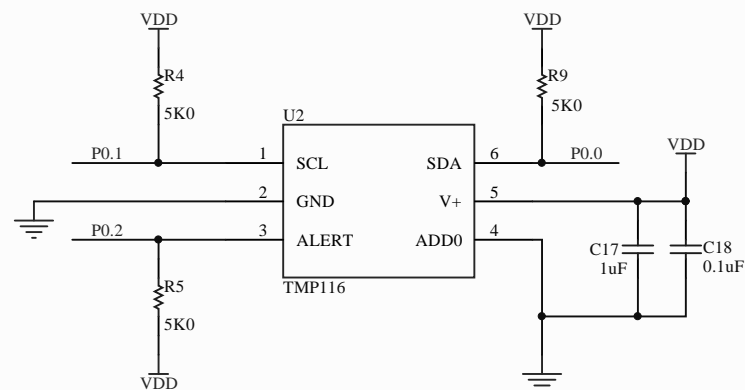 VDD
VDD
R4
5K0
R9
5K0
U2
VDD
P0.1
1
SCL
SDA
6
P0.0
2
GND
V+
5
P0.2
3
ALERT
ADD0
4
C17
1uF
C18
0.1uF
R5
5K0
TMP116
VDD